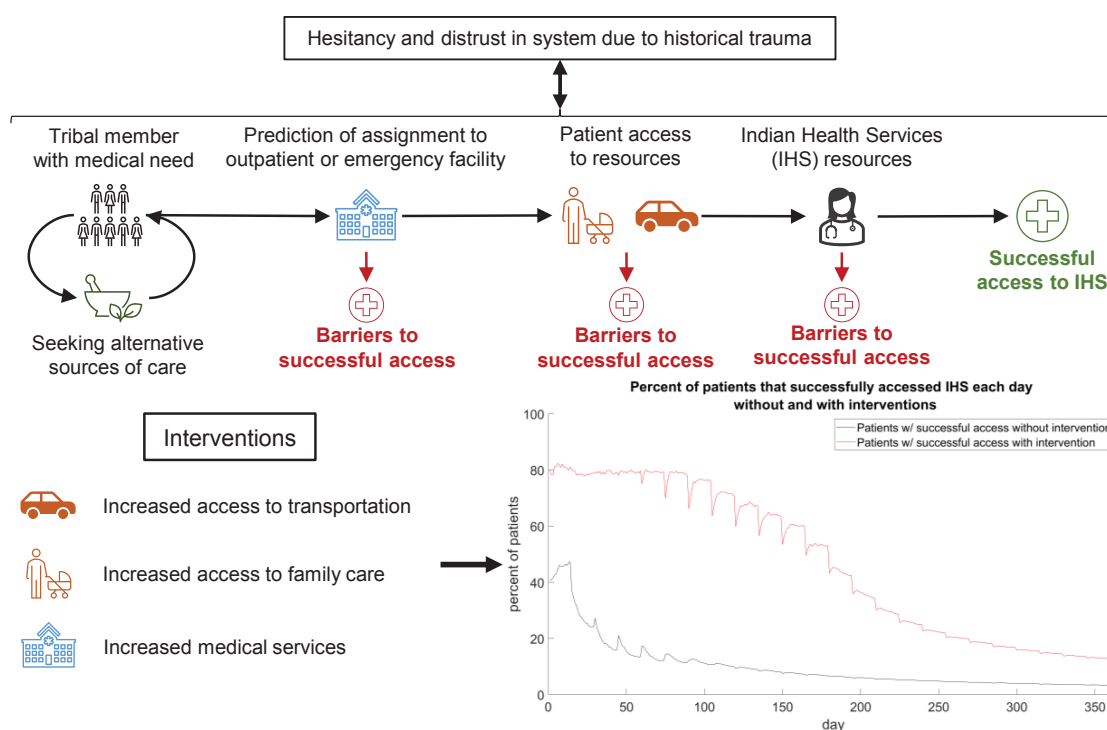 Hesitancy and distrust in system due to historical trauma
Tribal member
with medical need
Prediction of assignment to
outpatient or emergency facility
Patient access
to resources
Indian Health Services
(IHS) resources
Successful
access to IHS
Seeking alternative
sources of care
Barriers to
successful access
Barriers to
successful access
Barriers to
successful access
Interventions
Increased access to transportation
Increased access to family care
Increased medical services
Percent of patients that successfully accessed IHS each day
without and with interventions
Patients w/ successful access without intervention
Patients w/ successful access with intervention
percent of patients
100
80
60
40
20
0
0 50 100 150 200 250 300 350
day